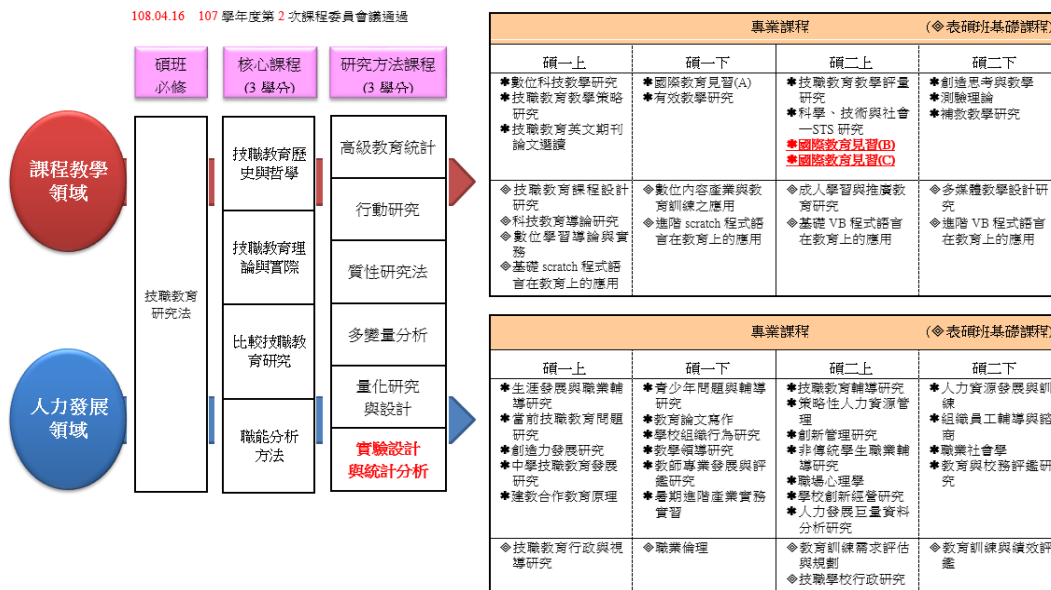 108.04.16 107 學年度第 2 次課程委員會議通過
碩班
必修
核心課程
(3 學分)
研究方法課程
(3 學分)
課程教學
領域
人力發展
領域
技職教育
研究法
技職教育歷
史與哲學
技職教育理
論與實際
比較技職教
育研究
職能分析
方法
高級教育統計
行動研究
質性研究法
多變量分析
量化研究
與設計
實驗設計
與統計分析
專業課程 (◈表碩班基礎課程)
碩一上
✱數位科技教學研究
✱技職教育教學策略
研究
✱技職教育英文期刊
論文選讀
碩一下
✱國際教育見習(A)
✱有效教學研究
碩二上
✱技職教育教學評量
研究
✱科學、技術與社會
—STS 研究
✱國際教育見習(B)
✱國際教育見習(C)
碩二下
✱創造思考與教學
✱測驗理論
✱補救教學研究
◈技職教育課程設計
研究
◈科技教育導論研究
◈數位學習導論與實
務
◈基礎 scratch 程式語
言在教育上的應用
◈數位內容產業與教
育訓練之應用
◈進階 scratch 程式語
言在教育上的應用
◈成人學習與推廣教
育研究
◈基礎 VB 程式語言
在教育上的應用
◈多媒體教學設計研
究
◈進階 VB 程式語言
在教育上的應用
專業課程 (◈表碩班基礎課程)
碩一上
✱生涯發展與職業輔
導研究
✱當前技職教育問題
研究
✱創造力發展研究
✱中學技職教育發展
研究
✱建教合作教育原理
碩一下
✱青少年問題與輔導
研究
✱教育論文寫作
✱學校組織行為研究
✱教學領導研究
✱教師專業發展與評
鑑研究
✱暑期進階產業實務
實習
碩二上
✱技職教育輔導研究
✱策略性人力資源管
理
✱創新管理研究
✱非傳統學生職業輔
導研究
✱職場心理學
✱學校創新經營研究
✱人力發展巨量資料
分析研究
碩二下
✱人力資源發展與訓
練
✱組織員工輔導與諮
商
✱職業社會學
✱教育與校務評鑑研
究
◈技職教育行政與視
導研究
◈職業倫理
◈教育訓練需求評估
與規劃
◈技職學校行政研究
◈教育訓練與績效評
鑑